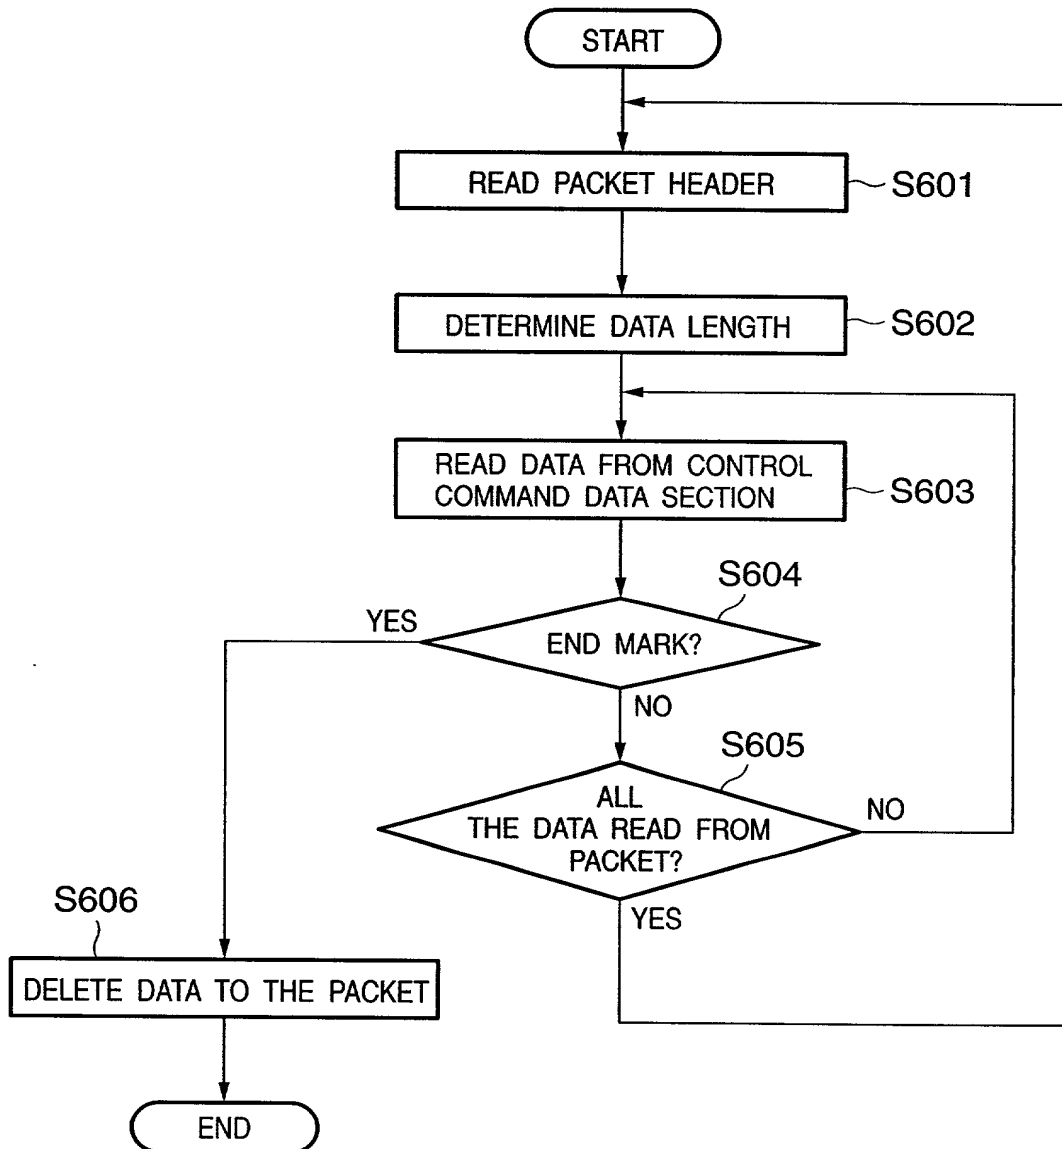 START
READ PACKET HEADER
S601
DETERMINE DATA LENGTH
S602
READ DATA FROM CONTROL
COMMAND DATA SECTION
S603
S604
YES
END MARK?
NO
S605
ALL
THE DATA READ FROM
PACKET?
NO
YES
S606
DELETE DATA TO THE PACKET
END